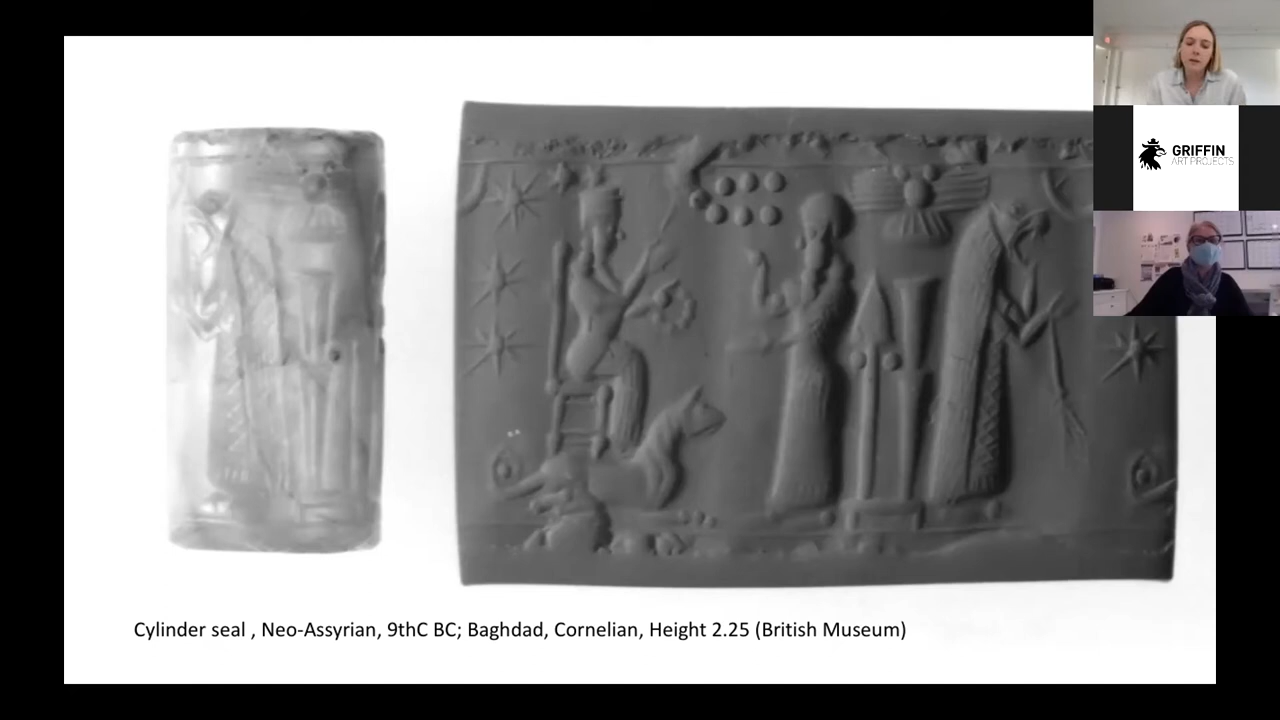 GRIFFIN
ART PROJECTS
Cylinder seal , Neo-Assyrian, 9thC BC; Baghdad, Cornelian, Height 2.25 (British Museum)